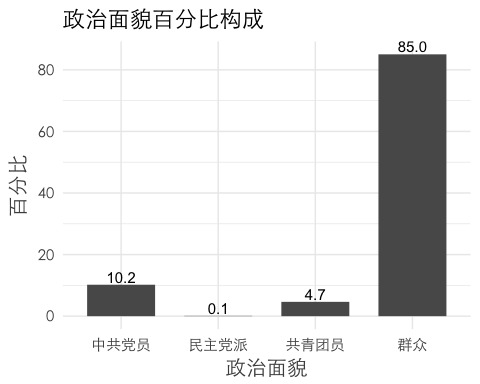 政治面貌百分比构成
百分比
80
60
40
20
0
10.2
0.1
4.7
85.0
中共党员
民主党派
共青团员
群众
政治面貌